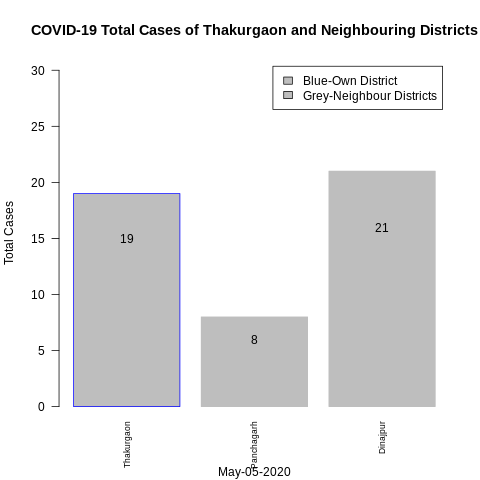 COVID-19 Total Cases of Thakurgaon and Neighbouring Districts
Blue-Own District
Grey-Neighbour Districts
Total Cases
30
25
20
15
10
5
0
19
8
21
Thakurgaon
Panchagarh
Dinajpur
May-05-2020